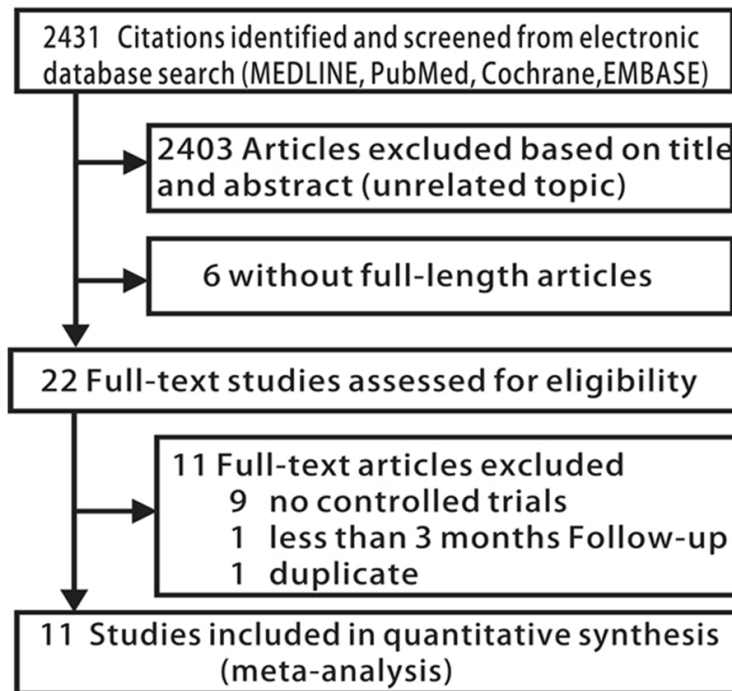 2431 Citations identified and screened from electronic
database search (MEDLINE, PubMed, Cochrane,EMBASE)
2403 Articles excluded based on title
and abstract (unrelated topic)
6 without full-length articles
22 Full-text studies assessed for eligibility
11 Full-text articles excluded
9 no controlled trials
1 less than 3 months Follow-up
1 duplicate
11 Studies included in quantitative synthesis
(meta-analysis)